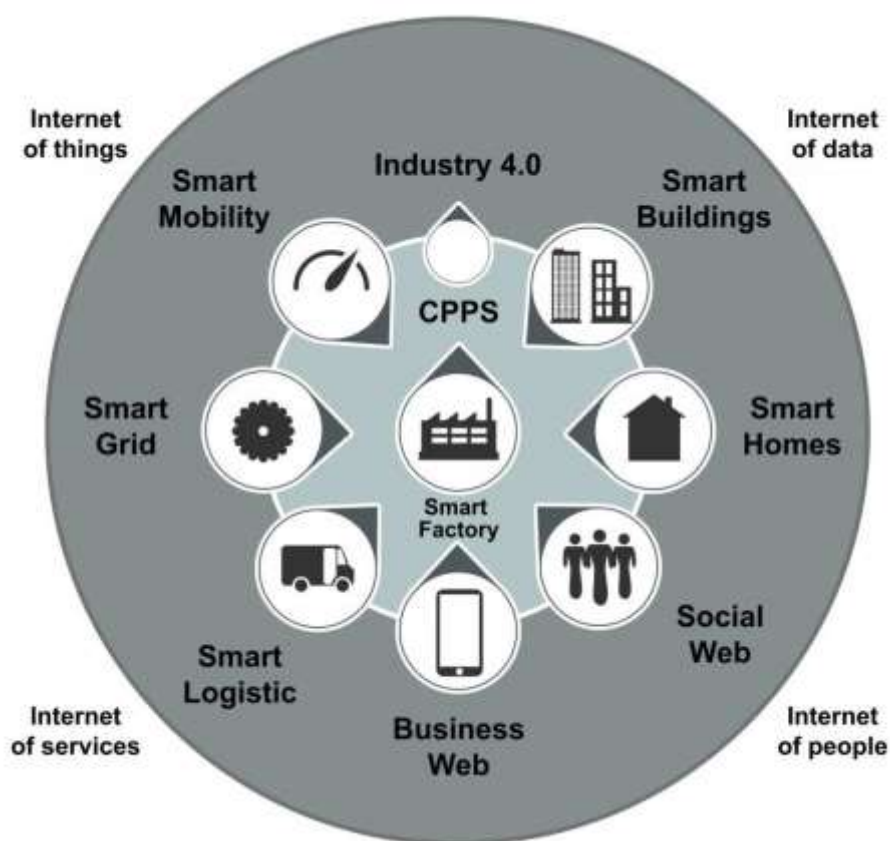 Internet
of things
Internet
of data
Industry 4.0
Smart
Mobility
Smart
Buildings
CPPS
Smart
Grid
Smart
Homes
Smart
Factory
Smart
Logistic
Social
Web
Business
Web
Internet
of services
Internet
of people